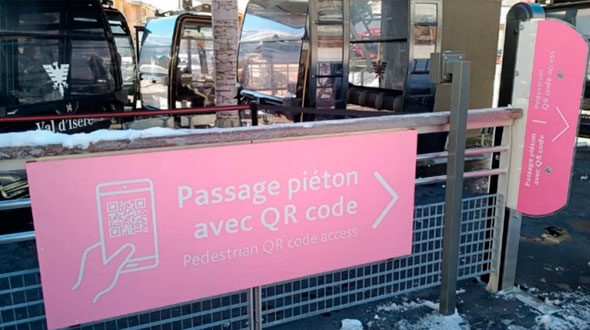 Val d'Isère
Passage piéton
avec QR code
Pedestrian QR code access
Passage piéton
avec QR code
Pedestrian
QR code access